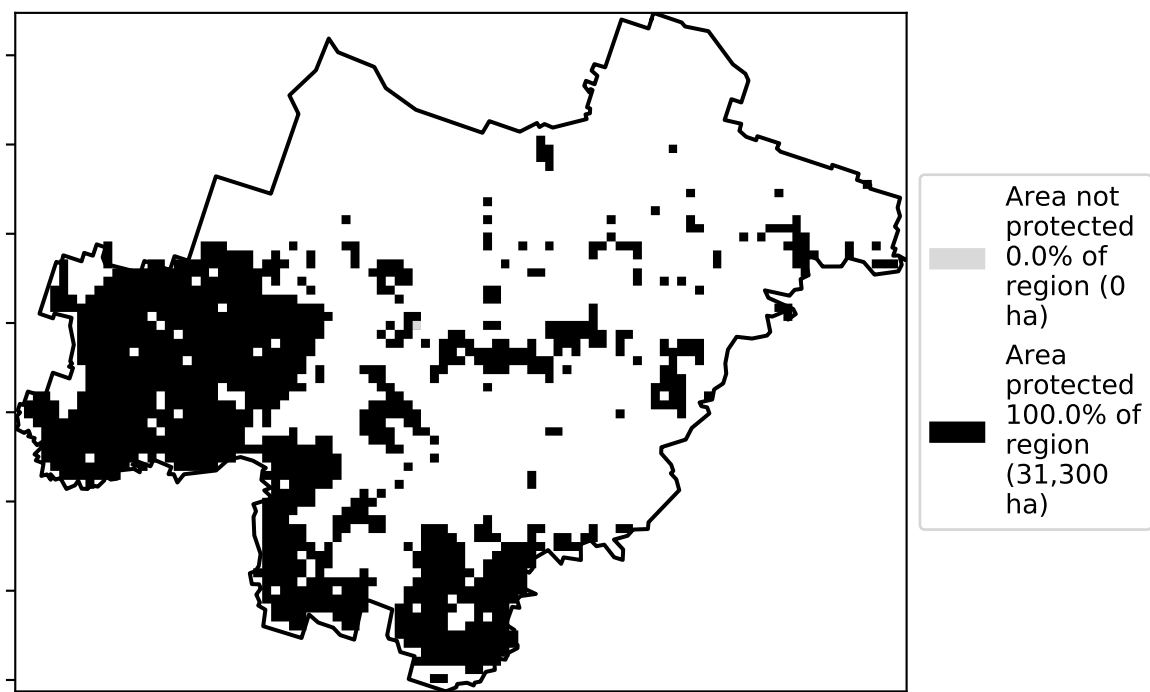 Area not
protected
0.0% of
region (0
ha)
Area
protected
100.0% of
region
(31,300
ha)